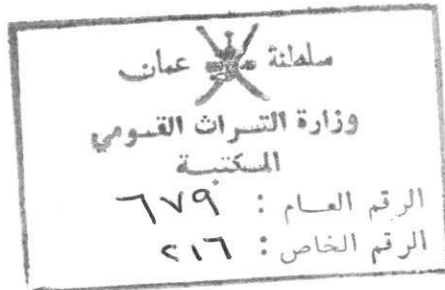 سلطنة عمان
وزارة التراث القومي
المكتبة
الرقم العام : ٦٧٩
الرقم الخاص : ٢١٦